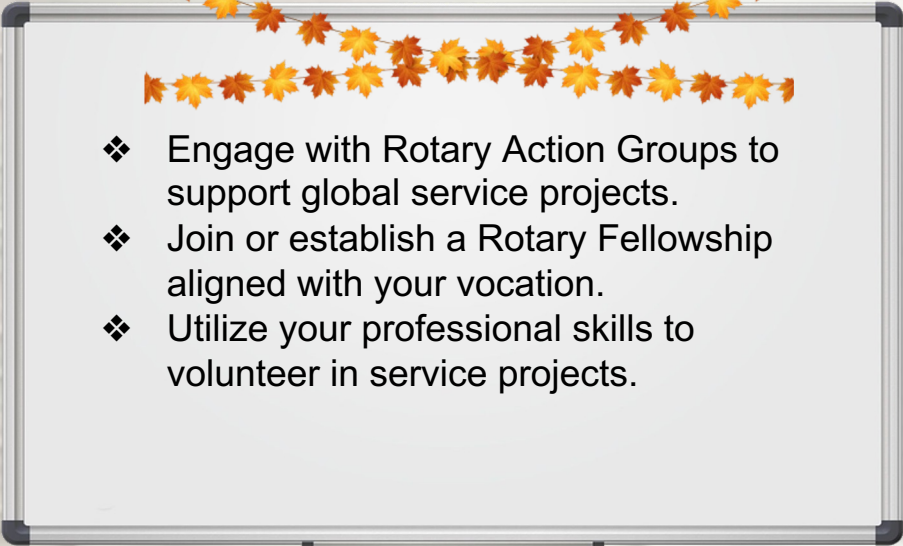 ❖ Engage with Rotary Action Groups to
support global service projects.
❖ Join or establish a Rotary Fellowship
aligned with your vocation.
❖ Utilize your professional skills to
volunteer in service projects.